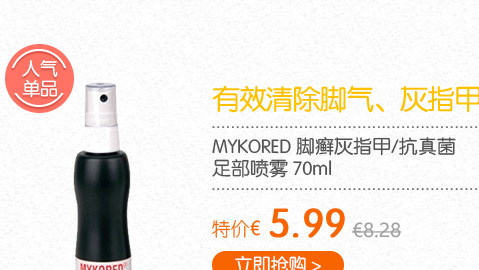 人气
单品
有效清除脚气、灰指甲
MYKORED 脚癣灰指甲/抗真菌
足部喷雾 70ml
特价€ 5.99 €8.28
立即抢购 >
MYKORED